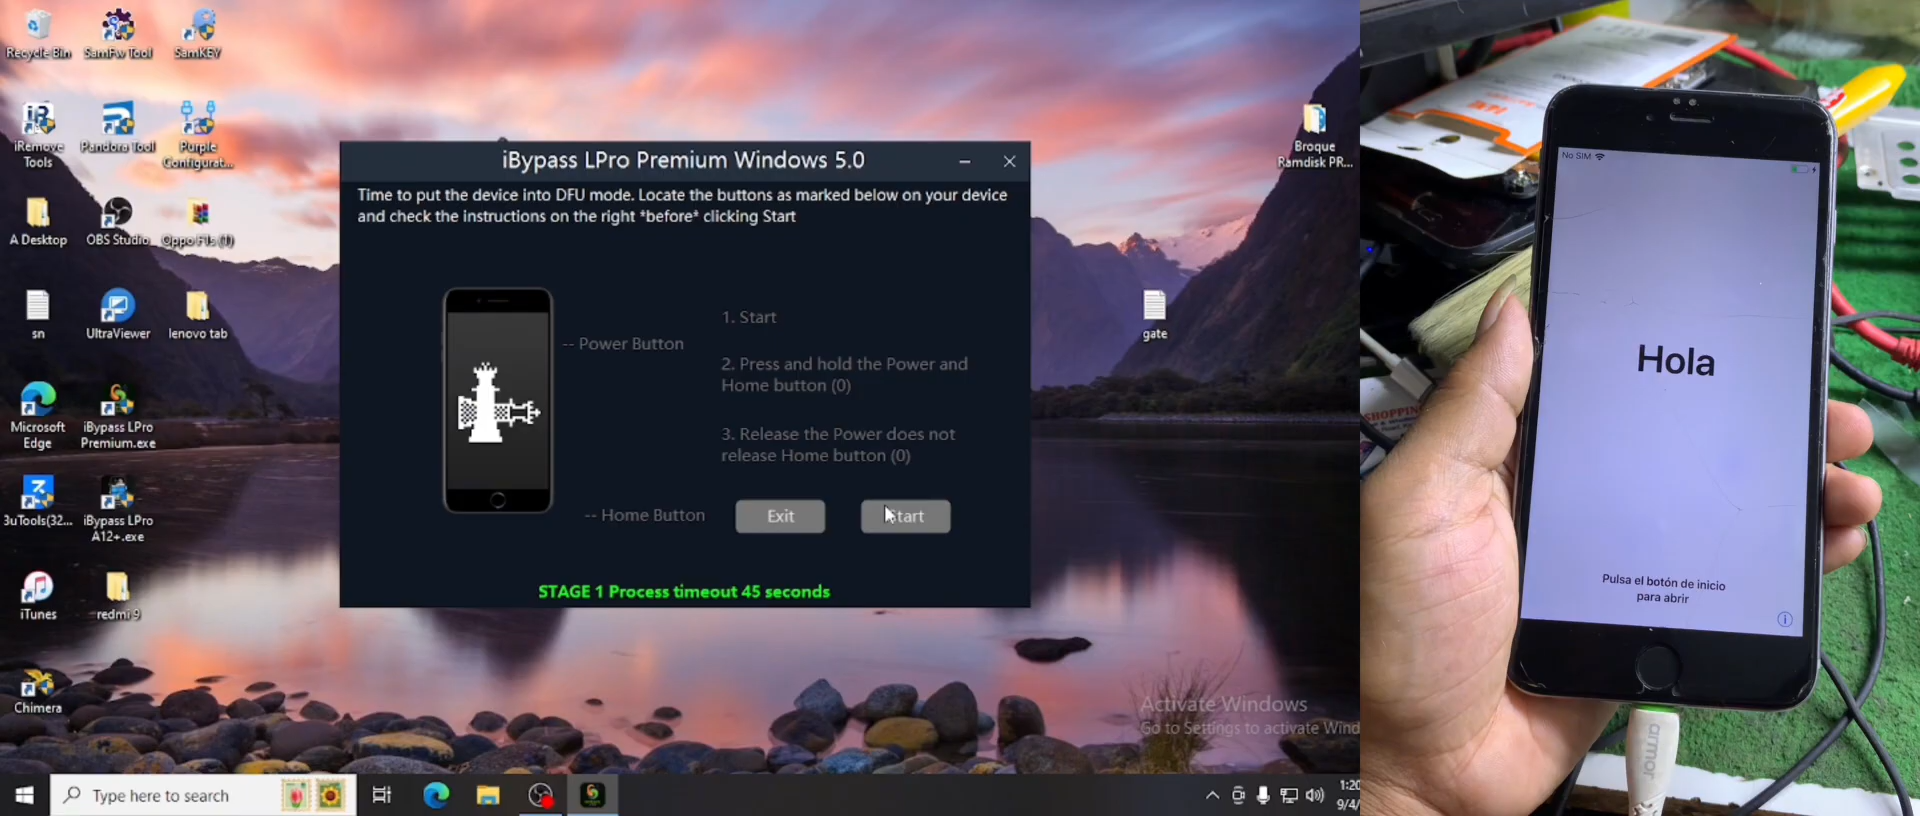 Recycle Bin
SamFw Tool
SamKEY
iRemove Tools
Pandora Tool
Purple Configurat...
A Desktop
OBS Studio
Oppo F1s (1)
sn
UltraViewer
lenovo tab
Microsoft Edge
iBypass LPro Premium.exe
3uTools(32...
iBypass LPro A12+.exe
iTunes
redmi 9
Chimera
iBypass LPro Premium Windows 5.0
Time to put the device into DFU mode. Locate the buttons as marked below on your device
and check the instructions on the right *before* clicking Start
-- Power Button
-- Home Button
1. Start
2. Press and hold the Power and
Home button (0)
3. Release the Power does not
release Home button (0)
Exit
Start
STAGE 1 Process timeout 45 seconds
Broque
Ramdisk PR...
gate
Activate Windows
Go to Settings to activate Wind
Type here to search
1:20
9/4/
No SIM
Hola
Pulsa el botón de inicio
para abrir
SHOPPING
armor